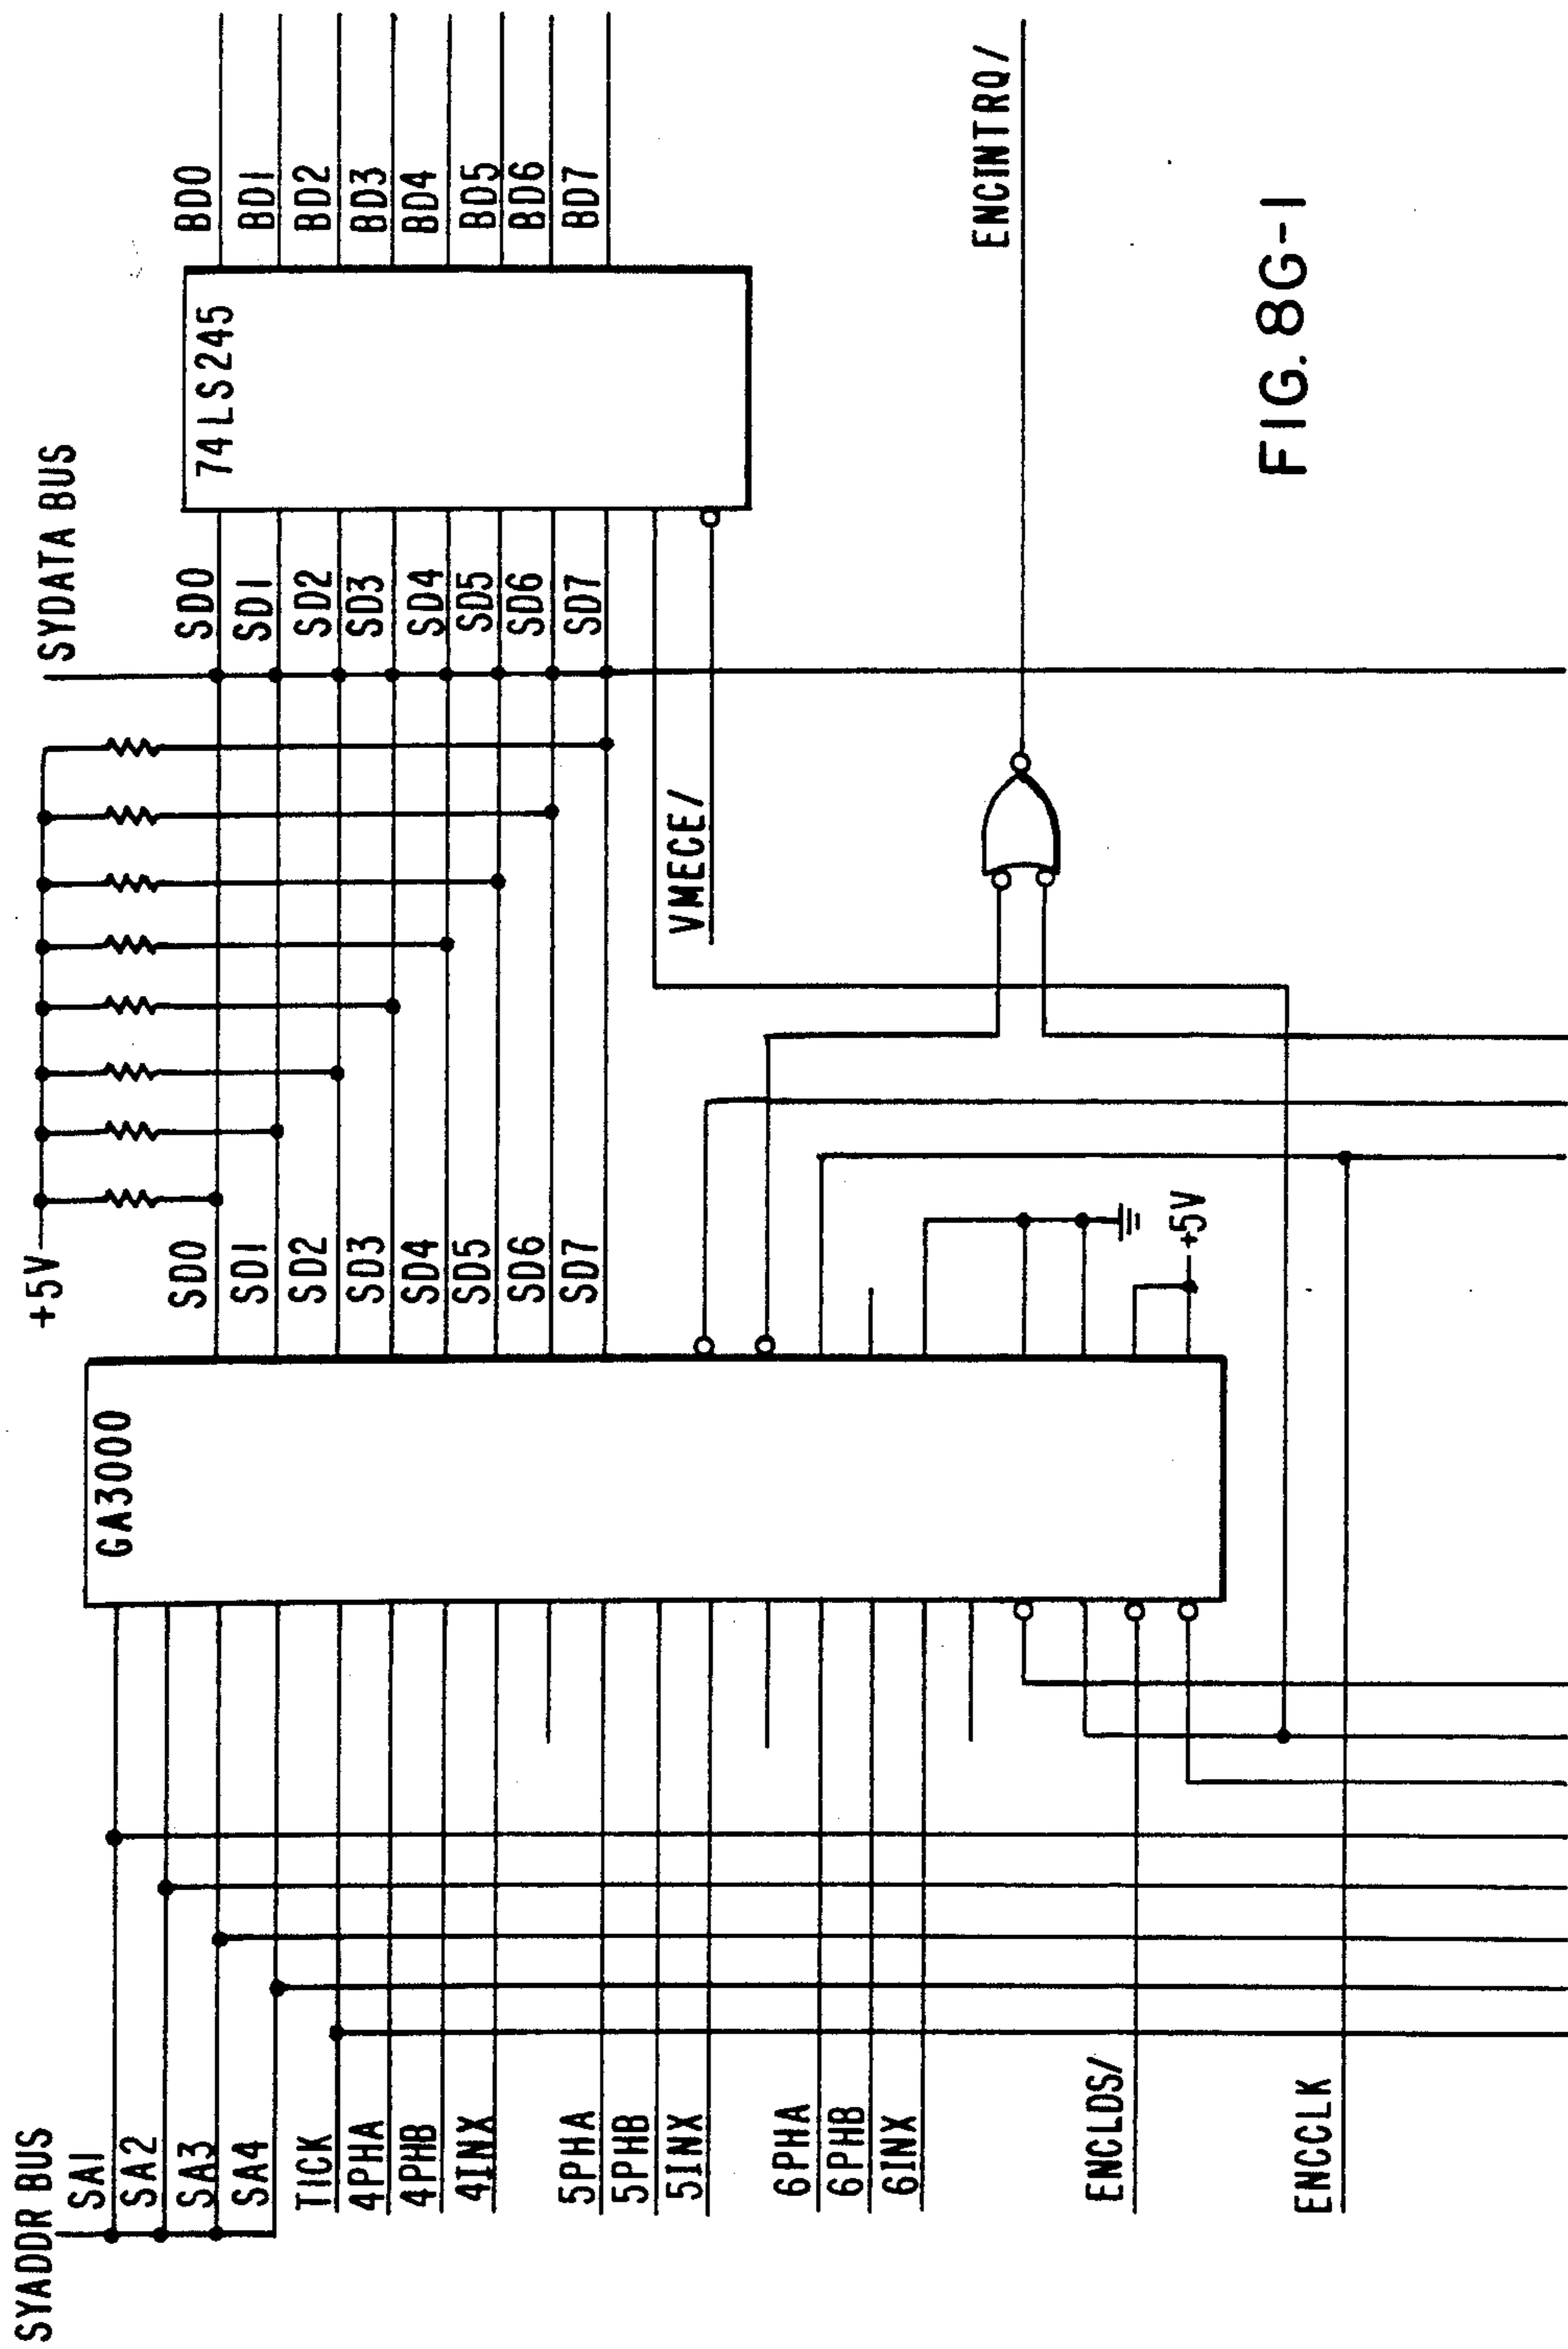 SYADDR BUS
SA1
SA2
SA3
SA4
TICK
4PHA
4PHB
4INX
5PHA
5PHB
5INX
6PHA
6PHB
6INX
ENCLDS/
ENCCLK
GA3000
+5V
SD0
SD1
SD2
SD3
SD4
SD5
SD6
SD7
+5V
SYDATA BUS
SD0
SD1
SD2
SD3
SD4
SD5
SD6
SD7
VMECE/
74LS245
BD0
BD1
BD2
BD3
BD4
BD5
BD6
BD7
ENCINTRQ/
FIG. 8G-1